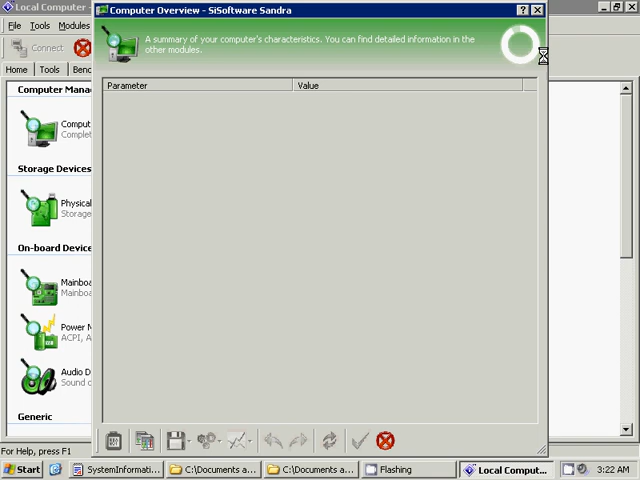 Local Computer
Computer Overview - SiSoftware Sandra
File Tools Modules
A summary of your computer's characteristics. You can find detailed information in the
other modules.
Connect
Home Tools Benc
Parameter Value
Computer Mana
Comput
Complet
Storage Devices
Physical
Storage
On-board Device
Mainboa
Mainboa
Power M
ACPI, A
Audio D
Sound c
Generic
For Help, press F1
Start SystemInformati... C:\Documents a... C:\Documents a... Flashing Local Comput... 3:22 AM